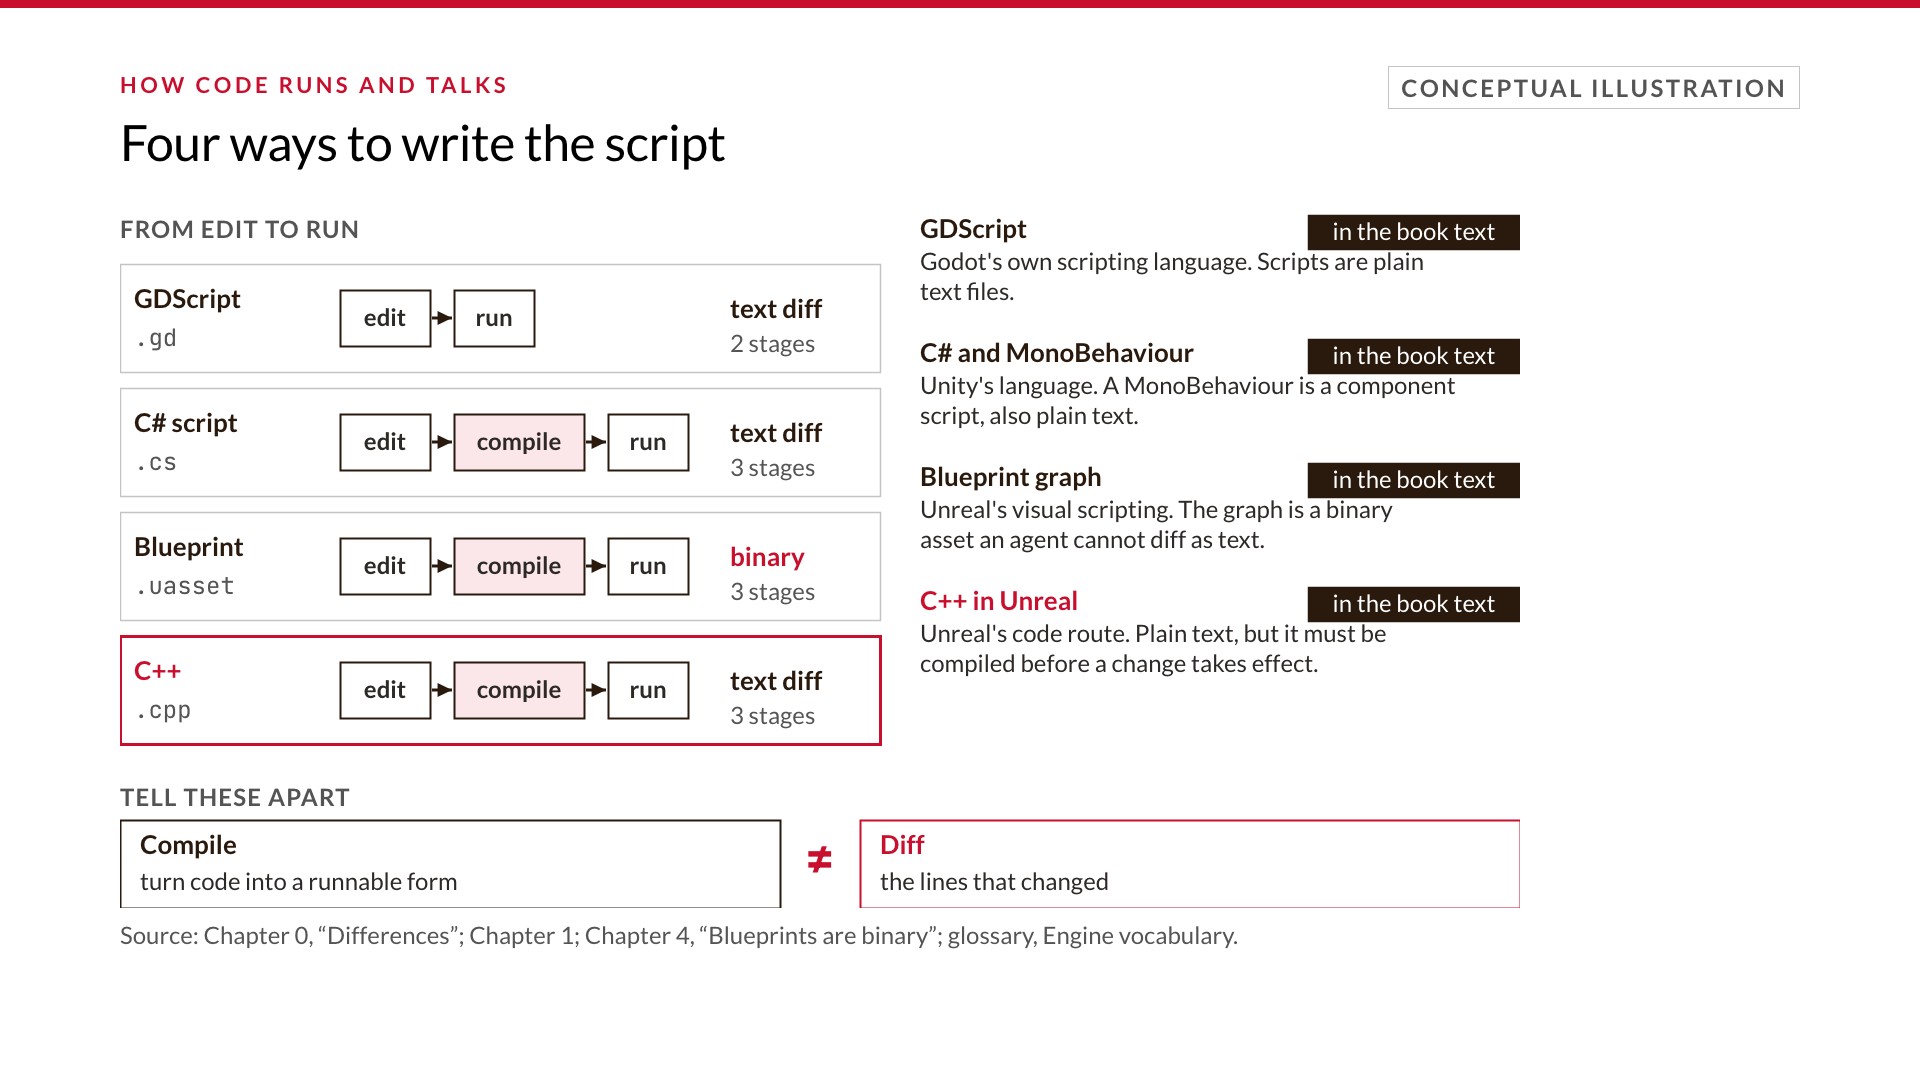 HOW CODE RUNS AND TALKS
CONCEPTUAL ILLUSTRATION
Four ways to write the script
FROM EDIT TO RUN
GDScript
.gd
edit
run
text diff
2 stages
C# script
.cs
edit
compile
run
text diff
3 stages
Blueprint
.uasset
edit
compile
run
binary
3 stages
C++
.cpp
edit
compile
run
text diff
3 stages
GDScript
in the book text
Godot's own scripting language. Scripts are plain
text files.
C# and MonoBehaviour
in the book text
Unity's language. A MonoBehaviour is a component
script, also plain text.
Blueprint graph
in the book text
Unreal's visual scripting. The graph is a binary
asset an agent cannot diff as text.
C++ in Unreal
in the book text
Unreal's code route. Plain text, but it must be
compiled before a change takes effect.
TELL THESE APART
Compile
turn code into a runnable form
≠
Diff
the lines that changed
Source: Chapter 0, “Differences”; Chapter 1; Chapter 4, “Blueprints are binary”; glossary, Engine vocabulary.